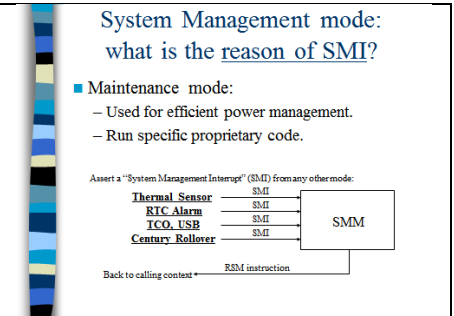 System Management mode:
what is the reason of SMI?
Maintenance mode:
– Used for efficient power management.
– Run specific proprietary code.
Assert a "System Management Interrupt" (SMI) from any other mode:
Thermal Sensor
SMI
RTC Alarm
SMI
TCO, USB
SMI
Century Rollover
SMI
SMM
Back to calling context
RSM instruction